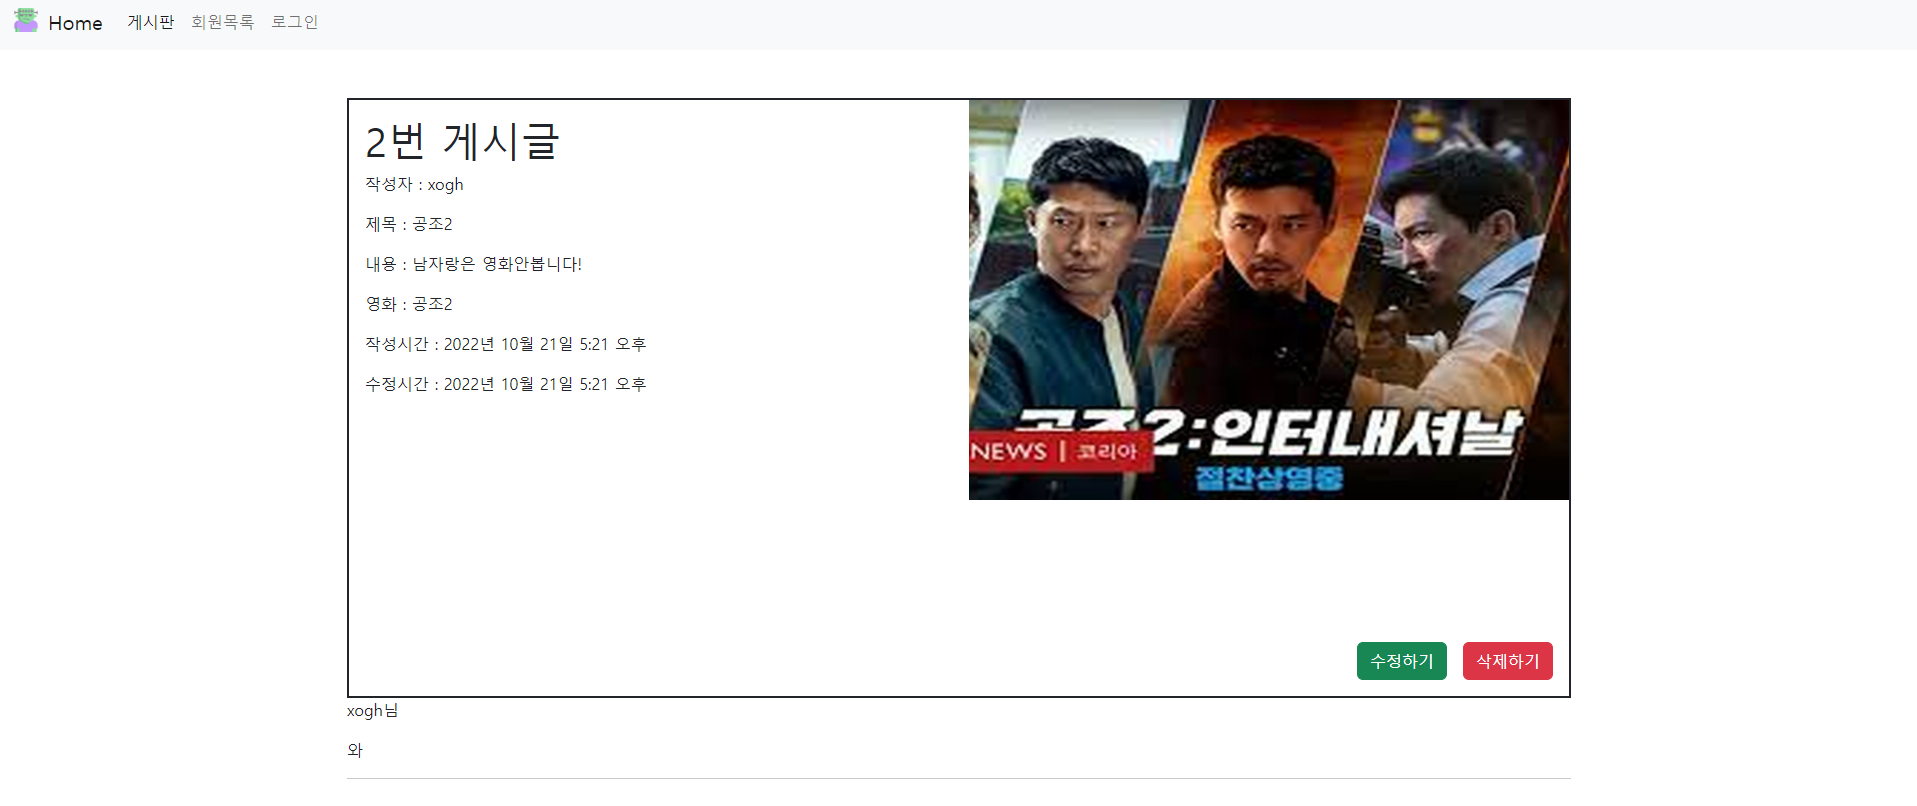 Home 게시판 회원목록 로그인
2번 게시글
작성자 : xogh
제목 : 공조2
내용 : 남자랑은 영화안봅니다!
영화 : 공조2
작성시간 : 2022년 10월 21일 5:21 오후
수정시간 : 2022년 10월 21일 5:21 오후
공조2:인터내셔날
NEWS | 코리아
절찬상영중
수정하기 삭제하기
xogh님
와